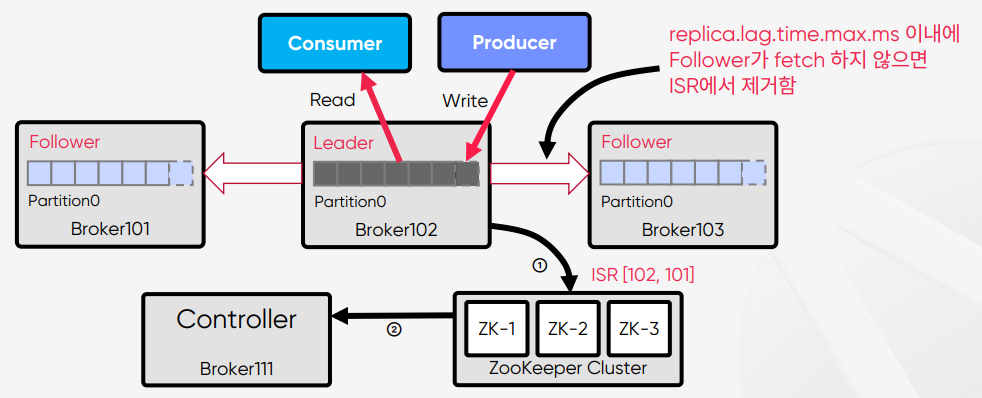 Consumer
Producer
replica.lag.time.max.ms 이내에
Follower가 fetch 하지 않으면
ISR에서 제거함
Read
Write
Follower
Partition0
Broker101
Leader
Partition0
Broker102
Follower
Partition0
Broker103
①
ISR [102, 101]
Controller
Broker111
②
ZK-1
ZK-2
ZK-3
ZooKeeper Cluster